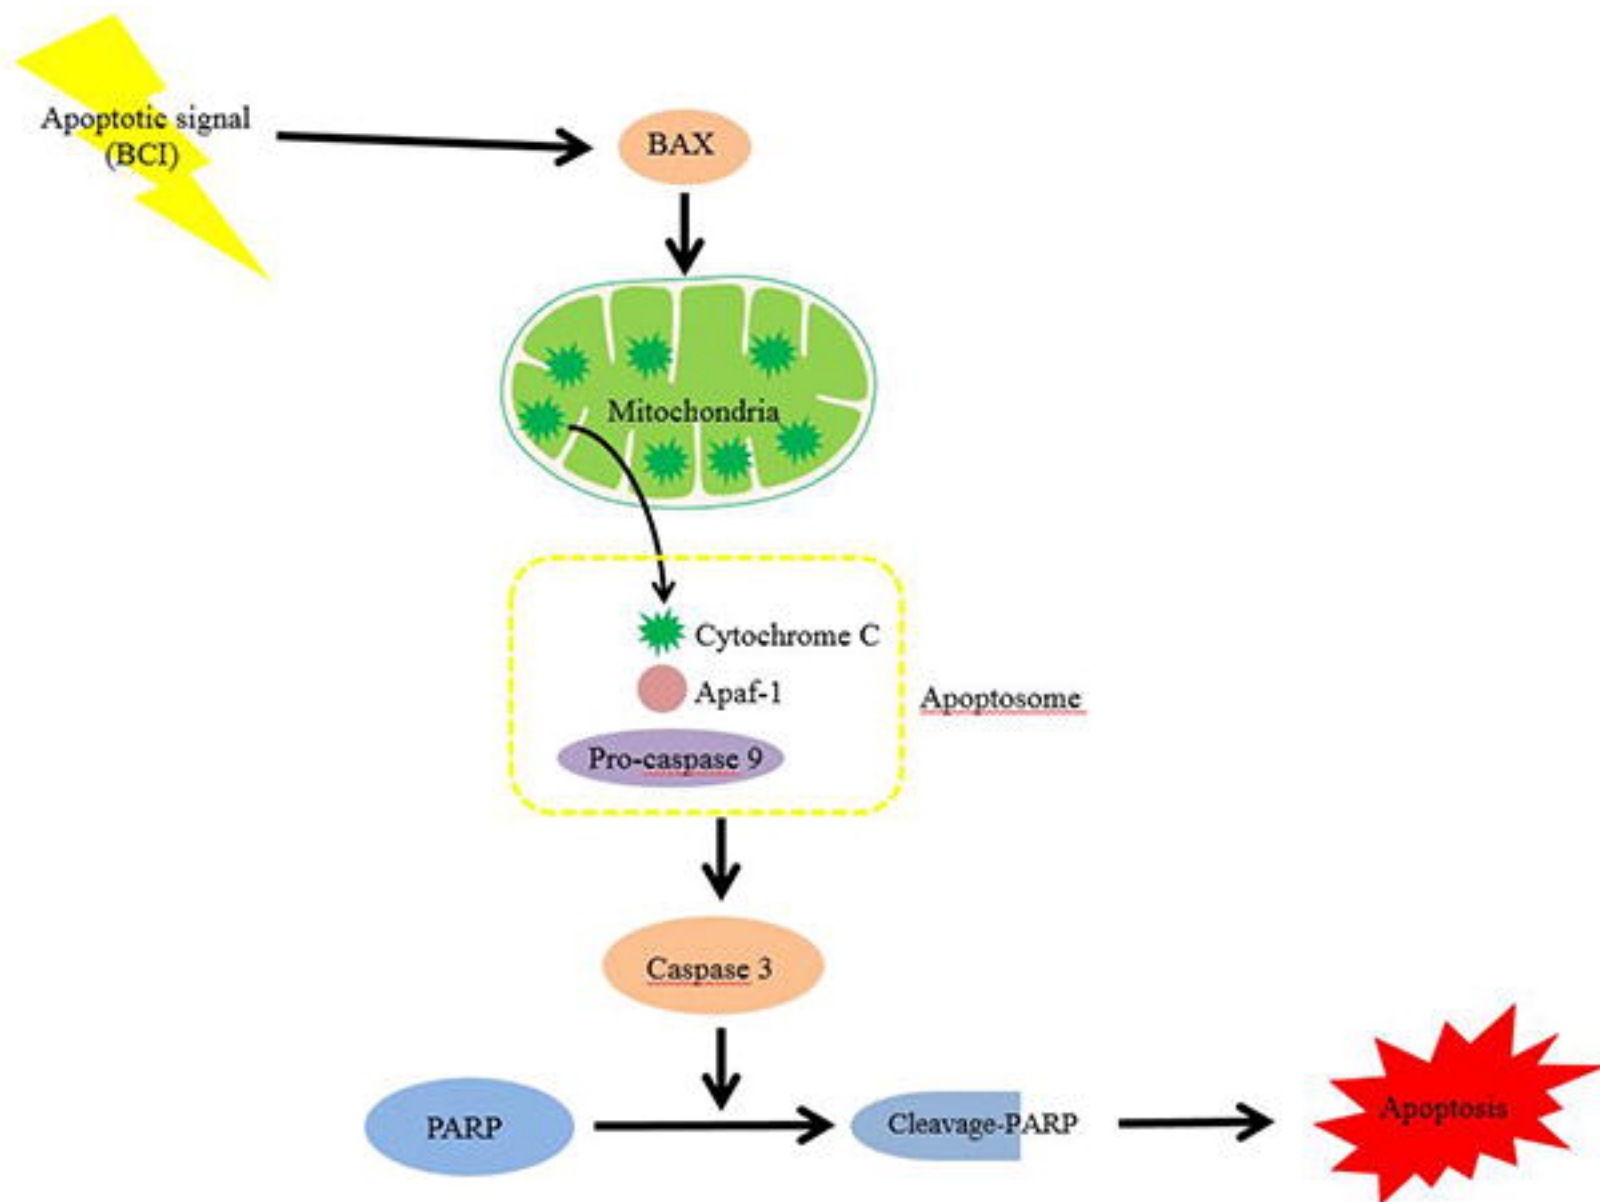 Apoptotic signal
(BCI)
BAX
Mitochondria
Cytochrome C
Apaf-1
Pro-caspase 9
Apoptosome
Caspase 3
PARP
Cleavage-PARP
Apoptosis